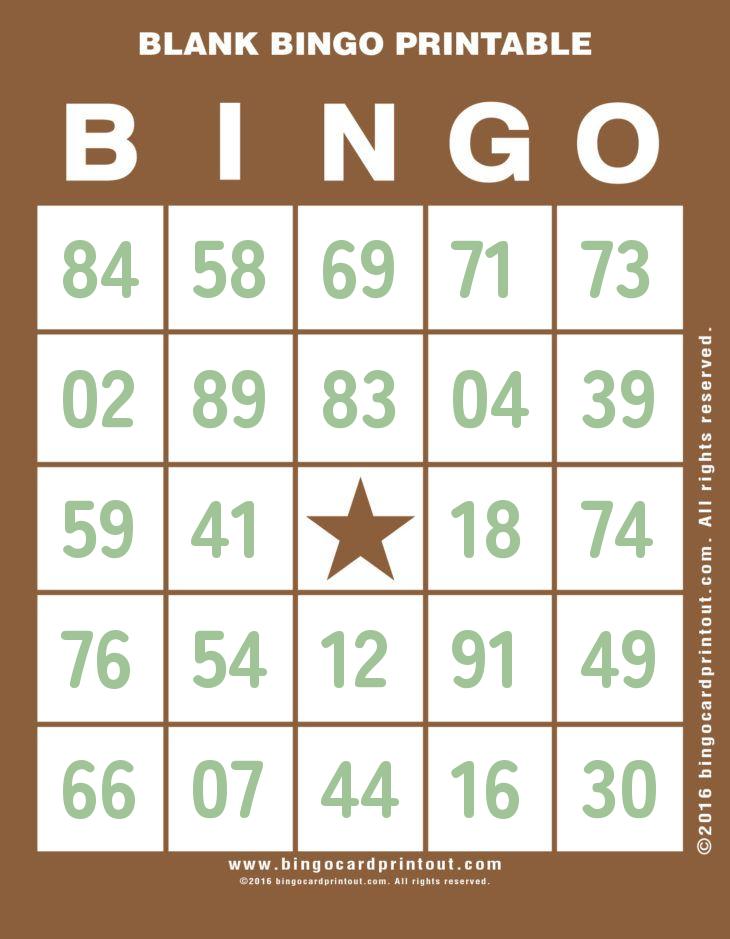 BLANK BINGO PRINTABLE
B I N G O
84 58 69 71 73
02 89 83 04 39
59 41 18 74
76 54 12 91 49
66 07 44 16 30
www.bingocardprintout.com
©2016 bingocardprintout.com. All rights reserved.
©2016 bingocardprintout.com. All rights reserved.